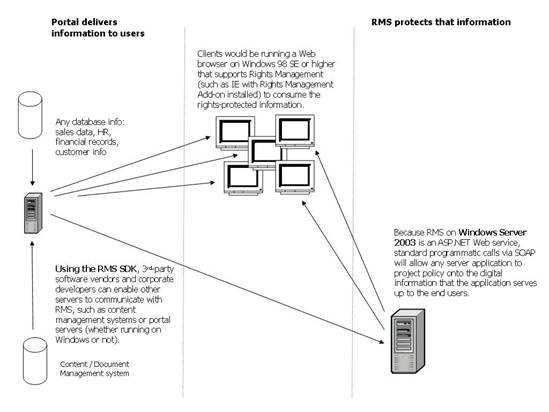 Portal delivers
information to users
RMS protects that information
Clients would be running a Web
browser on Windows 98 SE or higher
that supports Rights Management
(such as IE with Rights Management
Add-on installed) to consume the
rights-protected information.
Any database info:
sales data, HR,
financial records,
customer info
Because RMS on Windows Server
2003 is an ASP.NET Web service,
standard programmatic calls via SOAP
will allow any server application to
project policy onto the digital
information that the application serves
up to the end users.
Using the RMS SDK, 3rd-party
software vendors and corporate
developers can enable other
servers to communicate with
RMS, such as content
management systems or portal
servers (whether running on
Windows or not).
Content / Document
Management system